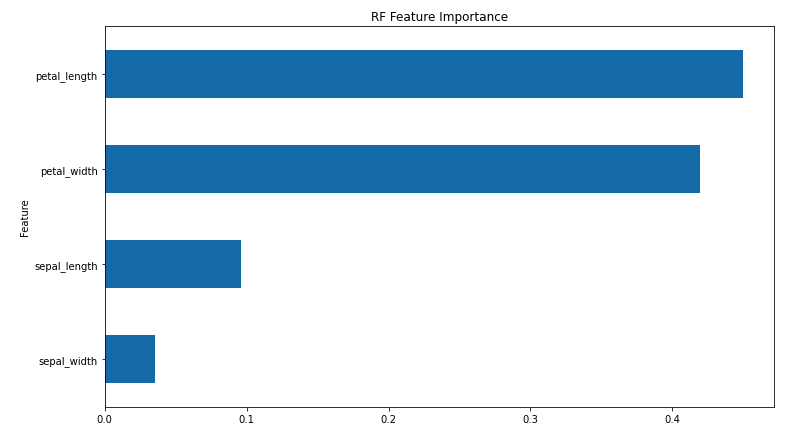 RF Feature Importance
petal_length
petal_width
sepal_length
sepal_width
Feature
0.0 0.1 0.2 0.3 0.4